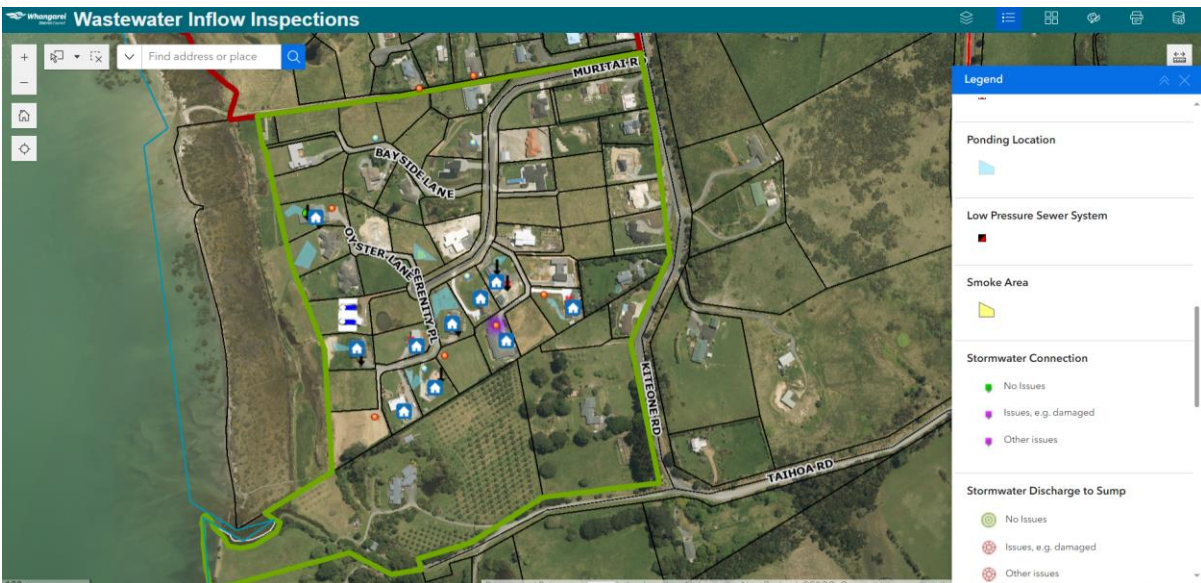 Whangarei
District Council
Wastewater Inflow Inspections
Find address or place
MURITAI R
BAYSIDE LANE
OYSTER LANE
SERENITY PL
KITEONE RD
TAIHOA RD
Legend
Ponding Location
Low Pressure Sewer System
Smoke Area
Stormwater Connection
No Issues
Issues, e.g. damaged
Other issues
Stormwater Discharge to Sump
No Issues
Issues, e.g. damaged
Other issues